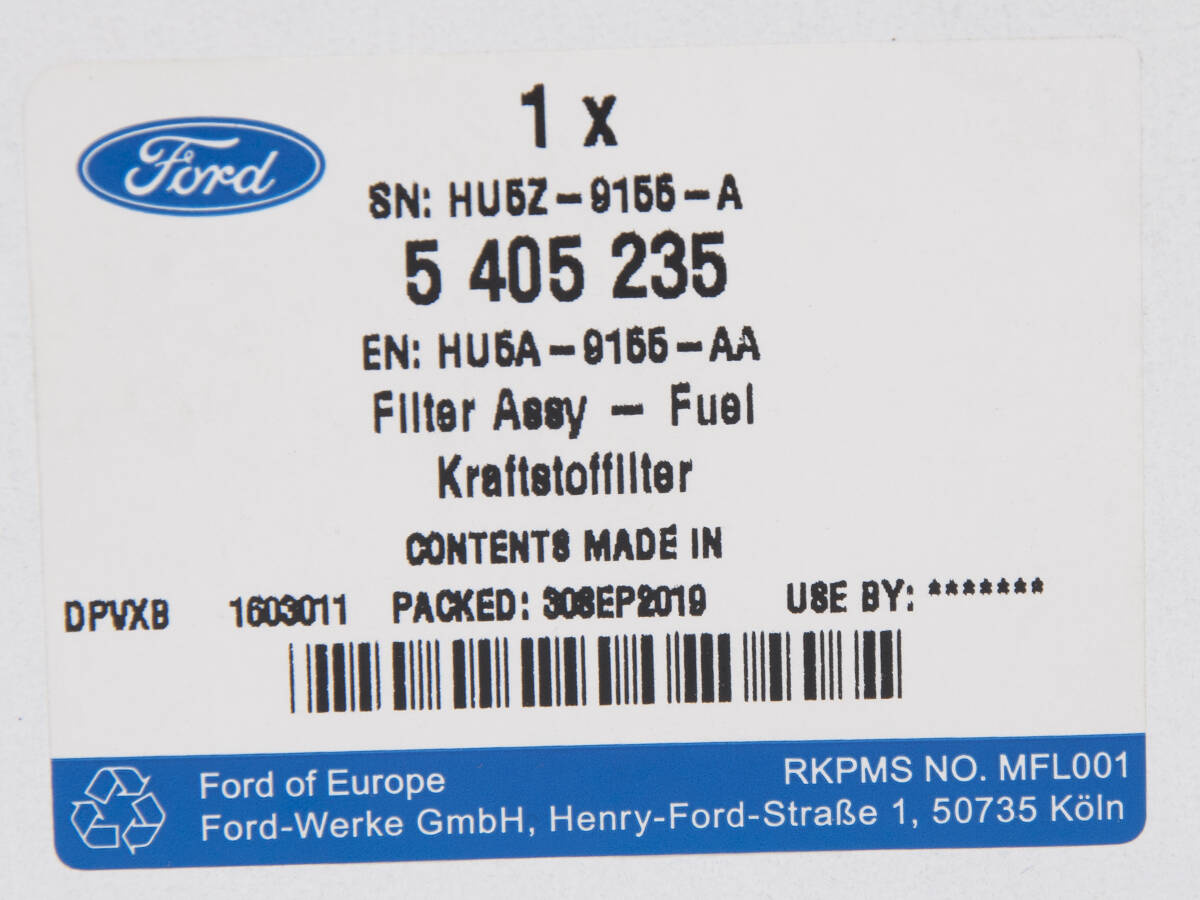 Ford
1 x
SN: HU5Z-9155-A
5 405 235
EN: HU5A-9155-AA
Filter Assy - Fuel
Kraftstoffilter
CONTENTS MADE IN
DPVXB 1603011 PACKED: 30SEP2019 USE BY: *******
Ford of Europe RKPMS NO. MFL001
Ford-Werke GmbH, Henry-Ford-Straße 1, 50735 Köln